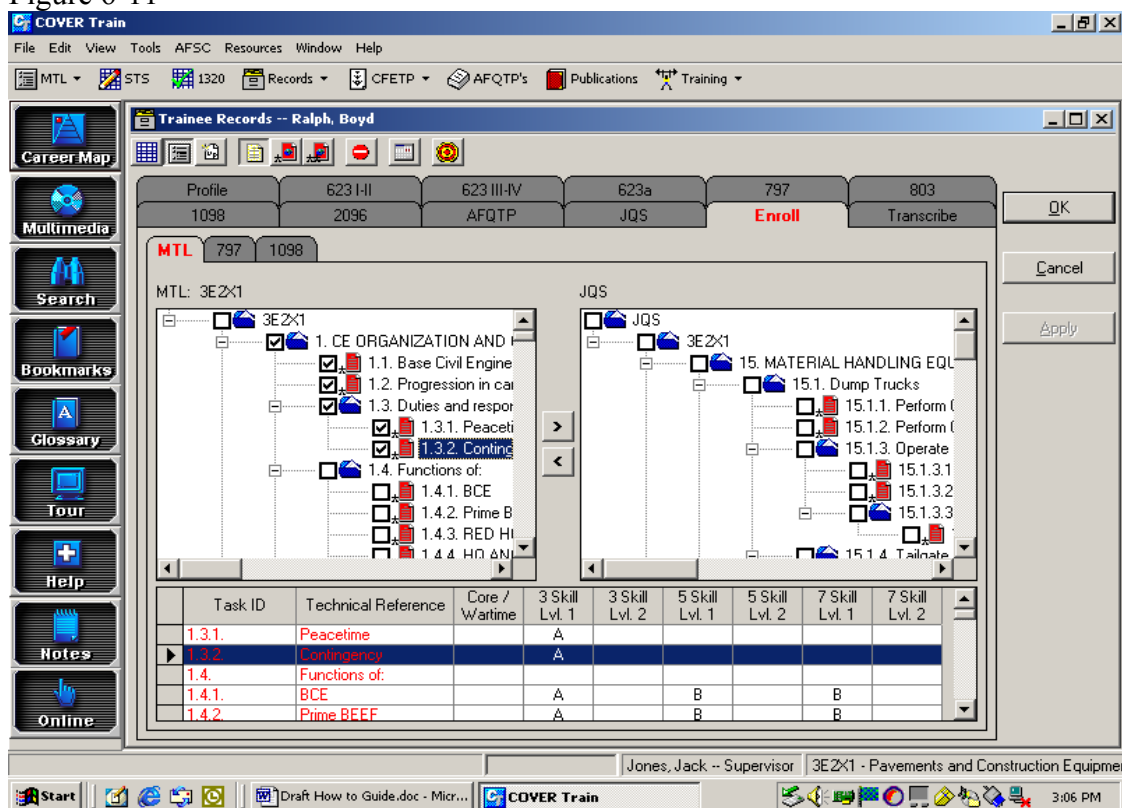 Figure 6-11
COVER Train
File Edit View Tools AFSC Resources Window Help
MTL STS 1320 Records CFETP AFQTP's Publications Training
Career Map
Multimedia
Search
Bookmarks
Glossary
Tour
Help
Notes
Online
Trainee Records -- Ralph, Boyd
Profile 623 I-II 623 III-IV 623a 797 803
1098 2096 AFQTP JQS Enroll Transcribe
OK
Cancel
Apply
MTL 797 1098
MTL: 3E2X1
3E2X1
1. CE ORGANIZATION AND
1.1. Base Civil Engine
1.2. Progression in car
1.3. Duties and respor
1.3.1. Peaceti
1.3.2. Conting
1.4. Functions of:
1.4.1. BCE
1.4.2. Prime B
1.4.3. RED H
1.4.4. HQ AN
>
<
JQS
JQS
3E2X1
15. MATERIAL HANDLING EQU
15.1. Dump Trucks
15.1.1. Perform
15.1.2. Perform
15.1.3. Operate
15.1.3.1
15.1.3.2
15.1.3.3
15.1.4. Tailgate
Task ID Technical Reference Core / Wartime 3 Skill Lvl. 1 3 Skill Lvl. 2 5 Skill Lvl. 1 5 Skill Lvl. 2 7 Skill Lvl. 1 7 Skill Lvl. 2
1.3.1. Peacetime A
1.3.2. Contingency A
1.4. Functions of:
1.4.1. BCE A B B
1.4.2. Prime BEEF A B B
Jones, Jack -- Supervisor 3E2X1 - Pavements and Construction Equipme
Start Draft How to Guide.doc - Micr... COVER Train 3:06 PM